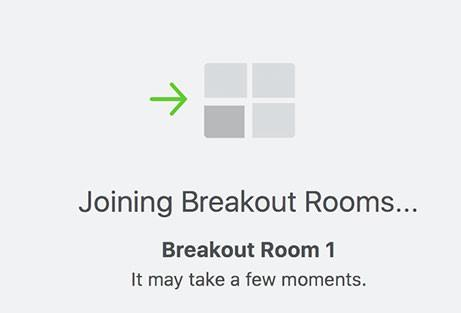 Joining Breakout Rooms...
Breakout Room 1
It may take a few moments.